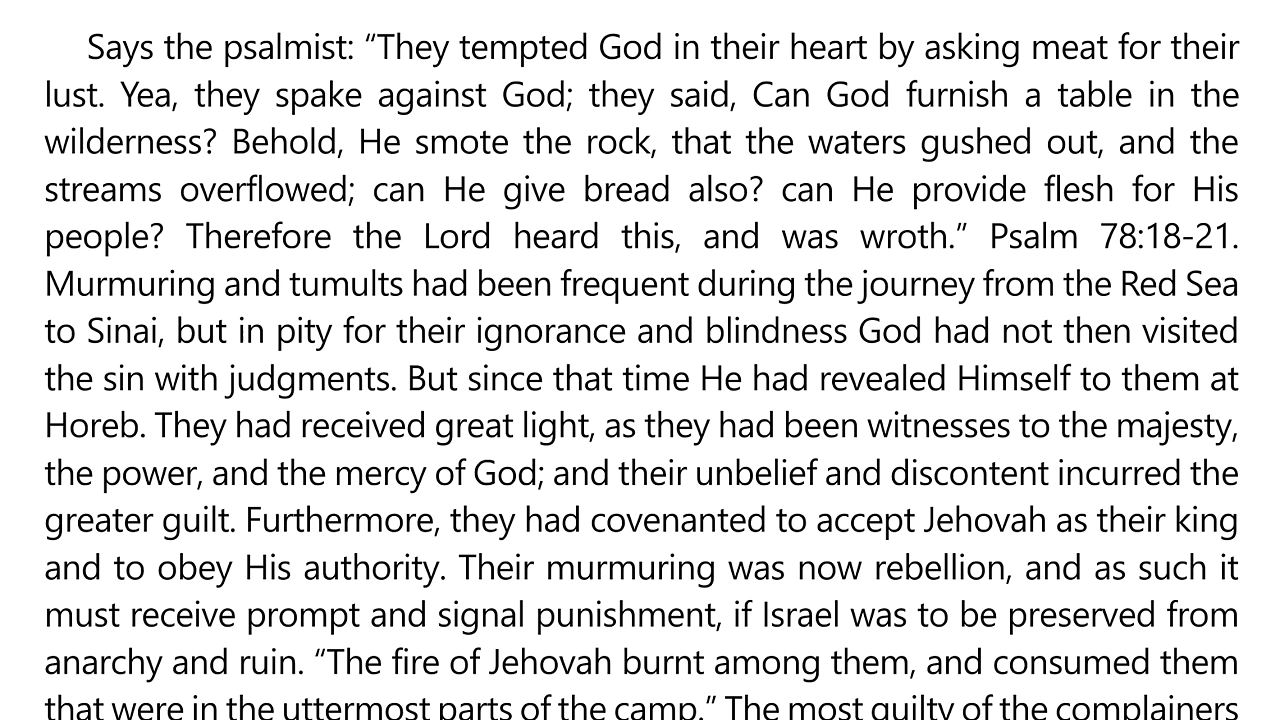 Says the psalmist: “They tempted God in their heart by asking meat for their
lust. Yea, they spake against God; they said, Can God furnish a table in the
wilderness? Behold, He smote the rock, that the waters gushed out, and the
streams overflowed; can He give bread also? can He provide flesh for His
people? Therefore the Lord heard this, and was wroth.” Psalm 78:18-21.
Murmuring and tumults had been frequent during the journey from the Red Sea
to Sinai, but in pity for their ignorance and blindness God had not then visited
the sin with judgments. But since that time He had revealed Himself to them at
Horeb. They had received great light, as they had been witnesses to the majesty,
the power, and the mercy of God; and their unbelief and discontent incurred the
greater guilt. Furthermore, they had covenanted to accept Jehovah as their king
and to obey His authority. Their murmuring was now rebellion, and as such it
must receive prompt and signal punishment, if Israel was to be preserved from
anarchy and ruin. “The fire of Jehovah burnt among them, and consumed them
that were in the uttermost parts of the camp.” The most guilty of the complainers